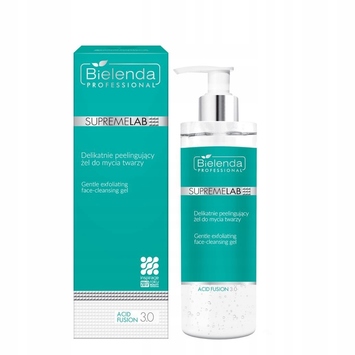 Bielenda
PROFESSIONAL
SUPREMELAB
Delikatnie peelingujący
żel do mycia twarzy
Gentle exfoliating
face-cleansing gel
ACID
FUSION 3.0
Bielenda
PROFESSIONAL
SUPREMELAB
Delikatnie peelingujący
żel do mycia twarzy
Gentle exfoliating
face-cleansing gel
ACID FUSION 3.0